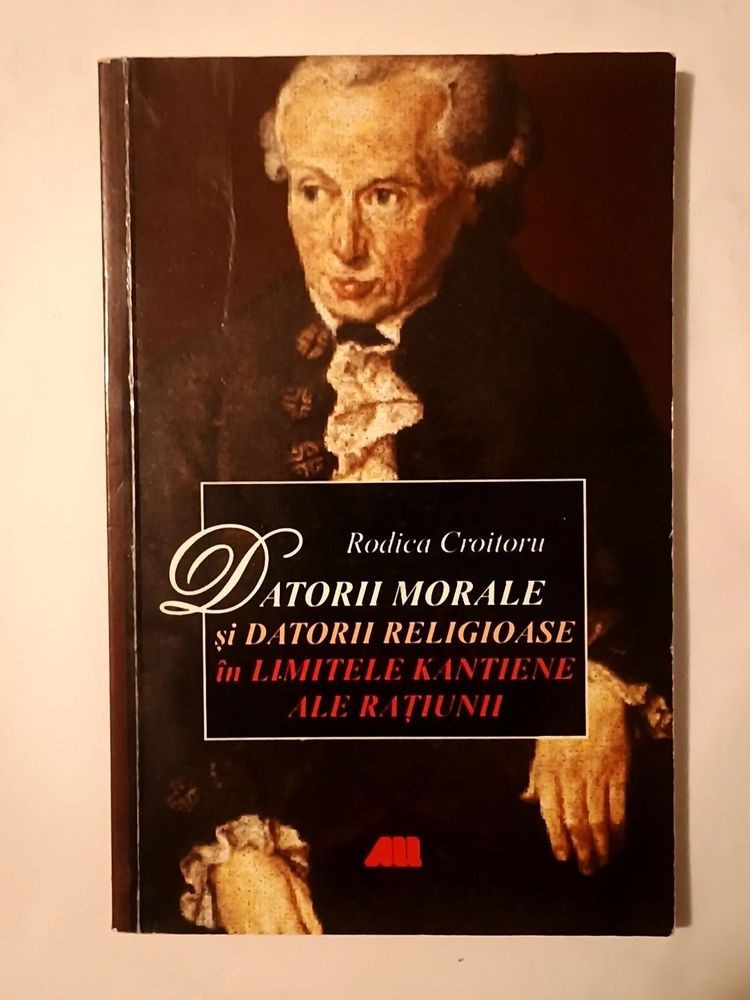 Rodica Croitoru
DATORII MORALE
și DATORII RELIGIOASE
în LIMITELE KANTIENE
ALE RAȚIUNII
ALL